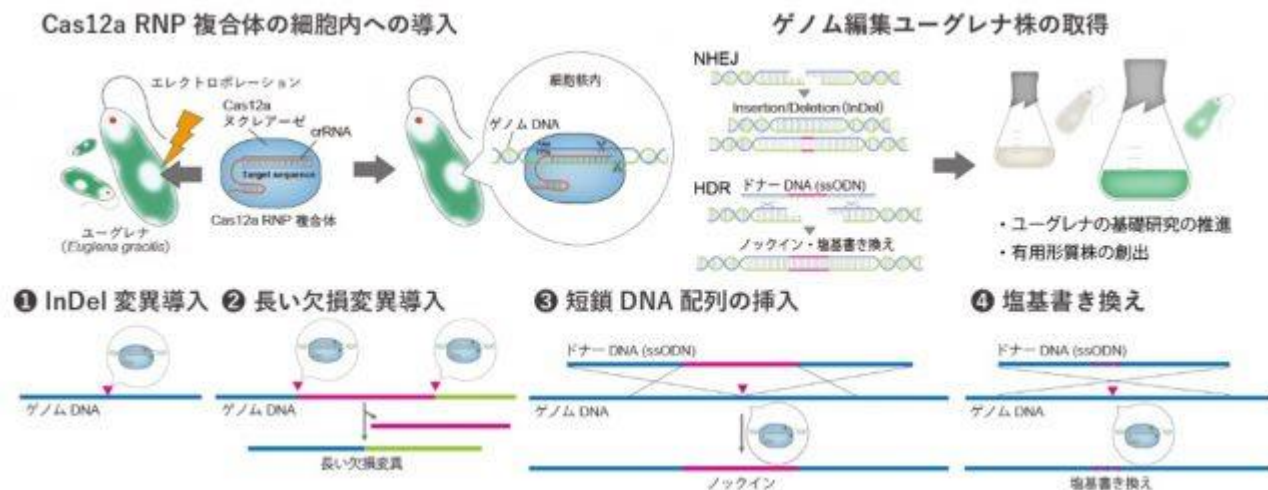 Cas12a RNP 複合体の細胞内への導入
エレクトロポレーション
Cas12a
ヌクレアーゼ
crRNA
Target sequence
Cas12a RNP 複合体
ユーグレナ
(Euglena gracilis)
細胞核内
ゲノム DNA
ゲノム編集ユーグレナ株の取得
NHEJ
Insertion/Deletion (InDel)
HDR
ドナー DNA (ssODN)
ノックイン・塩基書き換え
・ユーグレナの基礎研究の推進
・有用形質株の創出
❶ InDel 変異導入
ゲノム DNA
❷ 長い欠損変異導入
ゲノム DNA
長い欠損変異
❸ 短鎖 DNA 配列の挿入
ドナー DNA (ssODN)
ゲノム DNA
ノックイン
❹ 塩基書き換え
ドナー DNA (ssODN)
ゲノム DNA
塩基書き換え